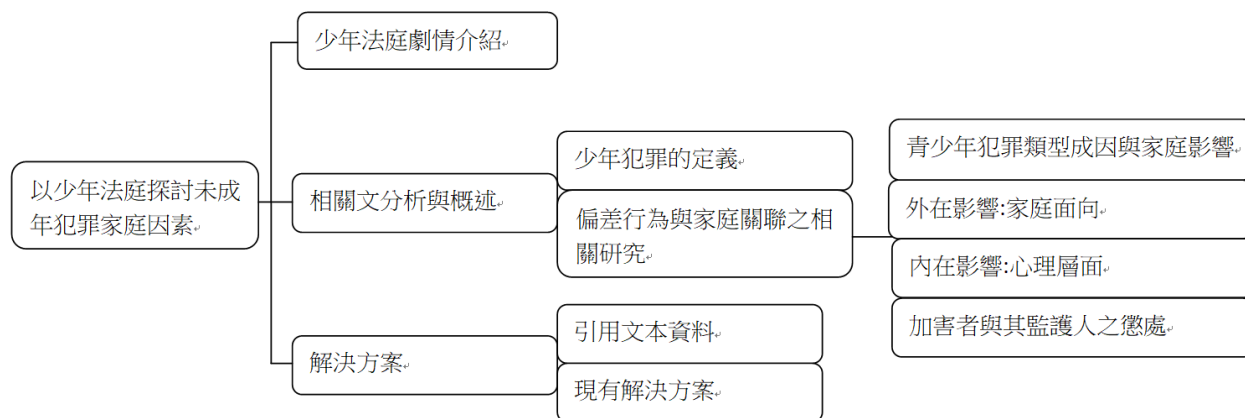 少年法庭劇情介紹
以少年法庭探討未成
年犯罪家庭因素
相關文分析與概述
少年犯罪的定義
偏差行為與家庭關聯之相
關研究
青少年犯罪類型成因與家庭影響
外在影響:家庭面向
內在影響:心理層面
加害者與其監護人之懲處
解決方案
引用文本資料
現有解決方案